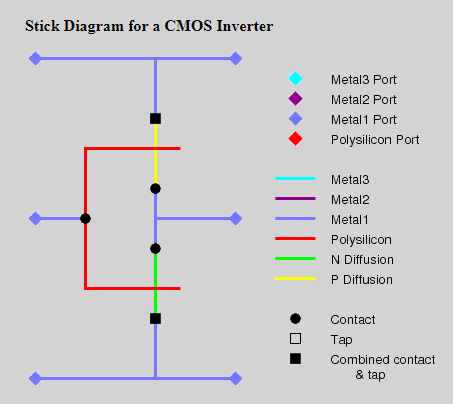 Stick Diagram for a CMOS Inverter
Metal3 Port
Metal2 Port
Metal1 Port
Polysilicon Port
Metal3
Metal2
Metal1
Polysilicon
N Diffusion
P Diffusion
Contact
Tap
Combined contact
& tap